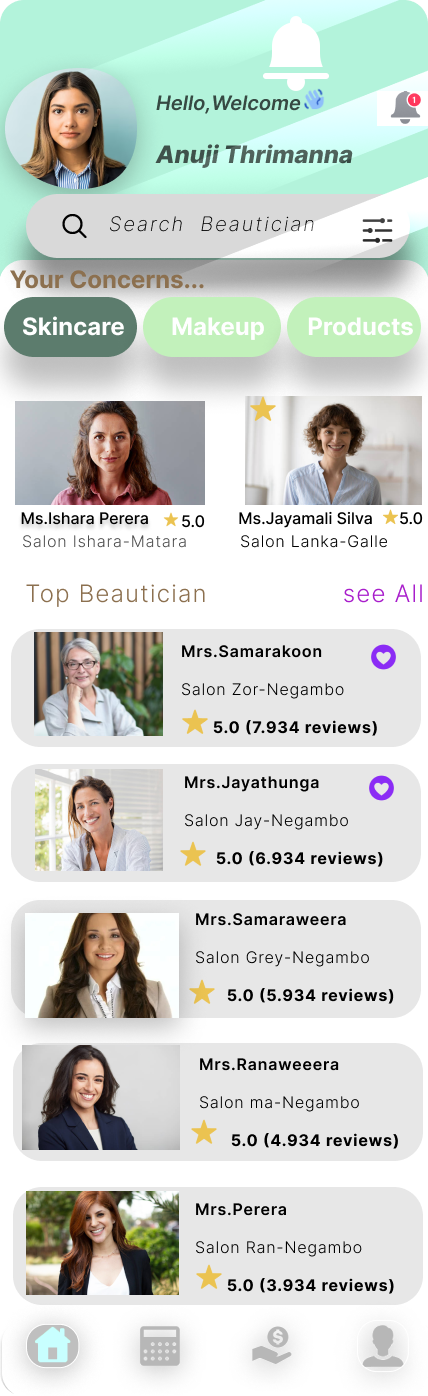 Hello,Welcome👋
1
Anuji Thrimanna
Search Beautician
Your Concerns...
Skincare Makeup Products
Ms.Ishara Perera 5.0 Ms.Jayamali Silva 5.0
Salon Ishara-Matara Salon Lanka-Galle
Top Beautician see All
Mrs.Samarakoon
Salon Zor-Negambo
5.0 (7.934 reviews)
Mrs.Jayathunga
Salon Jay-Negambo
5.0 (6.934 reviews)
Mrs.Samaraweera
Salon Grey-Negambo
5.0 (5.934 reviews)
Mrs.Ranaweeera
Salon ma-Negambo
5.0 (4.934 reviews)
Mrs.Perera
Salon Ran-Negambo
5.0 (3.934 reviews)
$